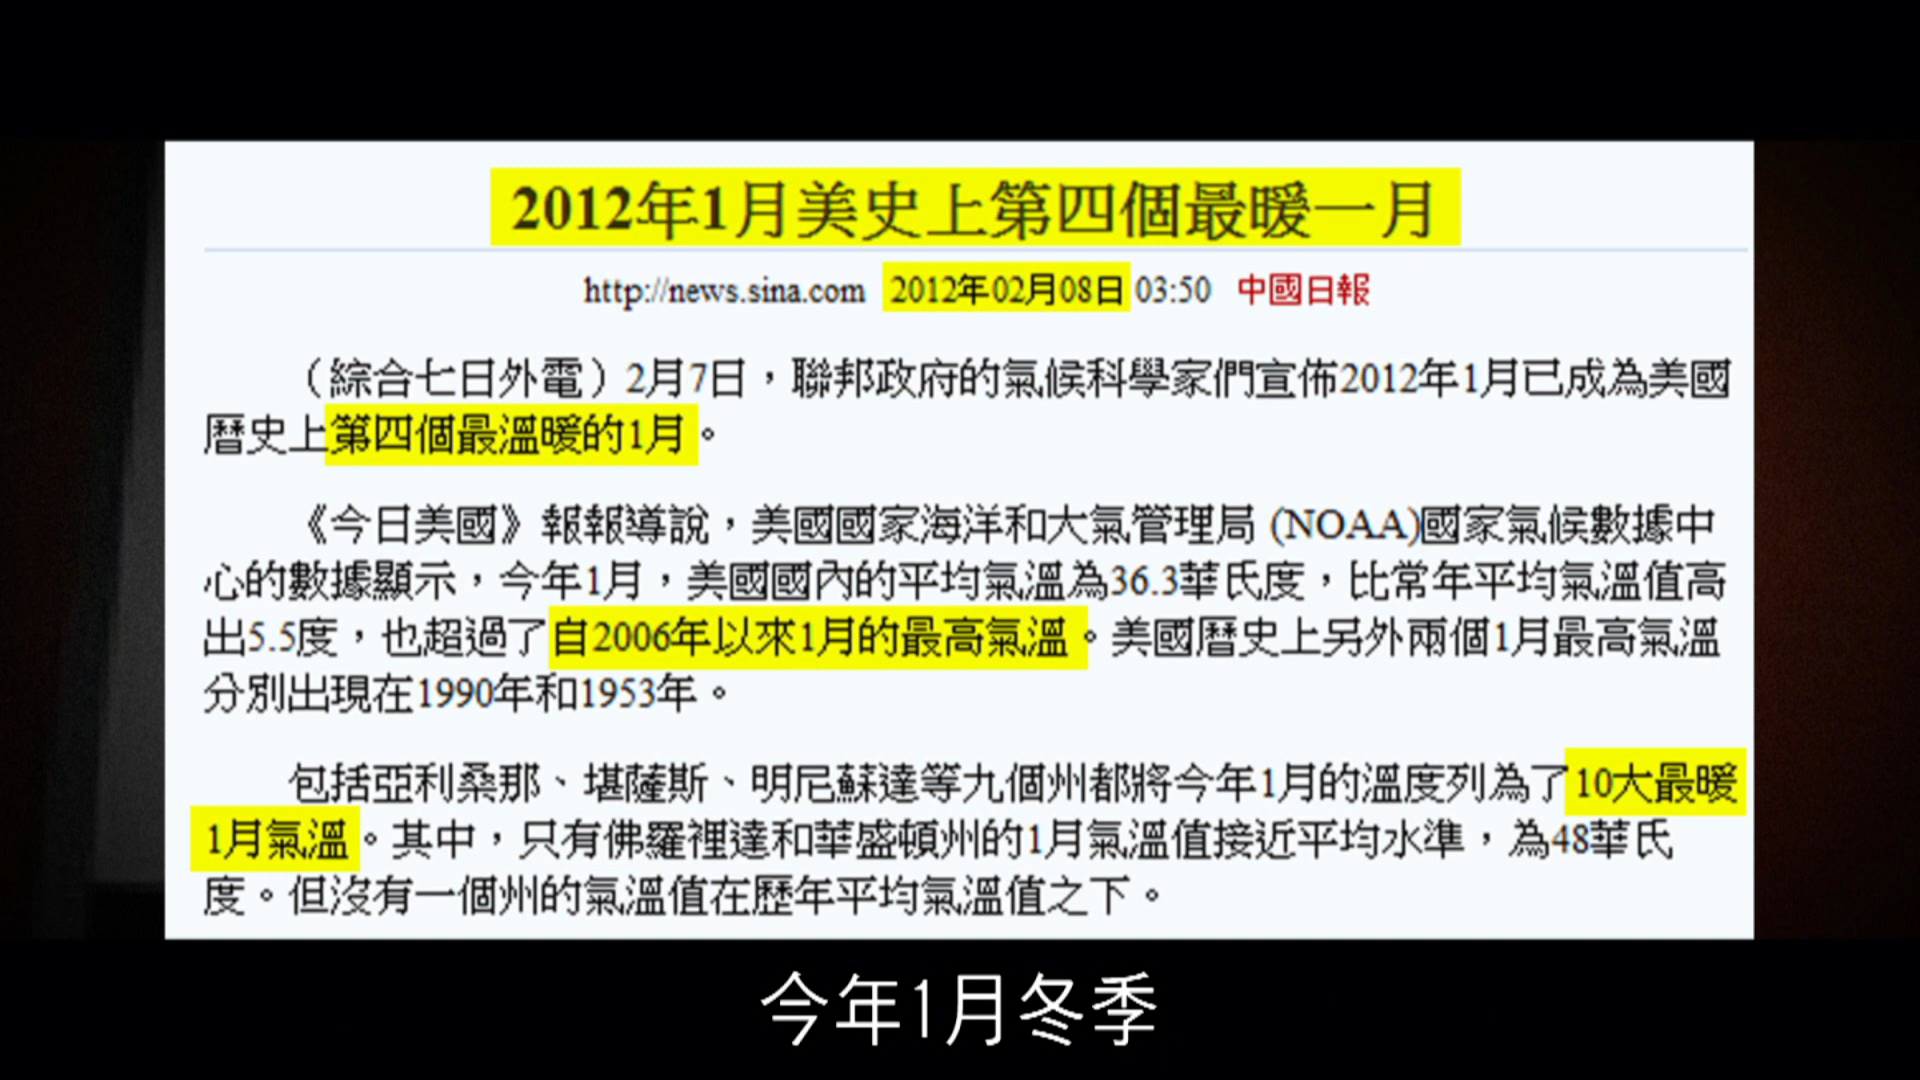 2012年1月美史上第四個最暖一月
http://news.sina.com 2012年02月08日 03:50 中國日報
（綜合七日外電）2月7日，聯邦政府的氣候科學家們宣佈2012年1月已成為美國
曆史上第四個最溫暖的1月。
《今日美國》報報導說，美國國家海洋和大氣管理局 (NOAA)國家氣候數據中
心的數據顯示，今年1月，美國國內的平均氣溫為36.3華氏度，比常年平均氣溫值高
出5.5度，也超過了自2006年以來1月的最高氣溫。美國曆史上另外兩個1月最高氣溫
分別出現在1990年和1953年。
包括亞利桑那、堪薩斯、明尼蘇達等九個州都將今年1月的溫度列為了10大最暖
1月氣溫。其中，只有佛羅裡達和華盛頓州的1月氣溫值接近平均水準，為48華氏
度。但沒有一個州的氣溫值在歷年平均氣溫值之下。
今年1月冬季